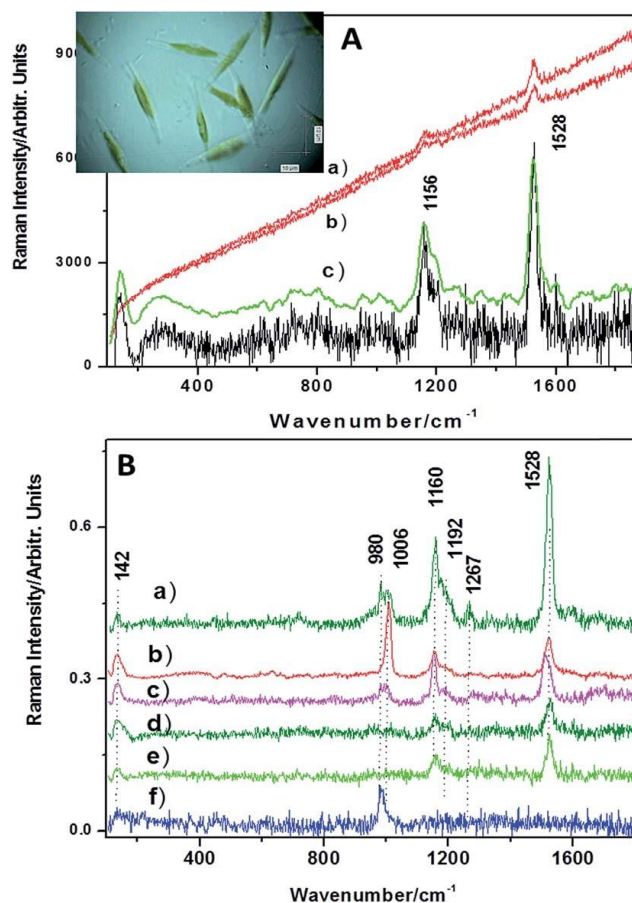 A
9000
6000
3000
0
Raman Intensity/Arbitr. Units
10 µm
a)
b)
c)
1156
1528
400 800 1200 1600
Wavenumber/cm-1
B
0.6
0.3
0.0
Raman Intensity/Arbitr. Units
142
980
1006
1160
1192
1267
1528
a)
b)
c)
d)
e)
f)
400 800 1200 1600
Wavenumber/cm-1